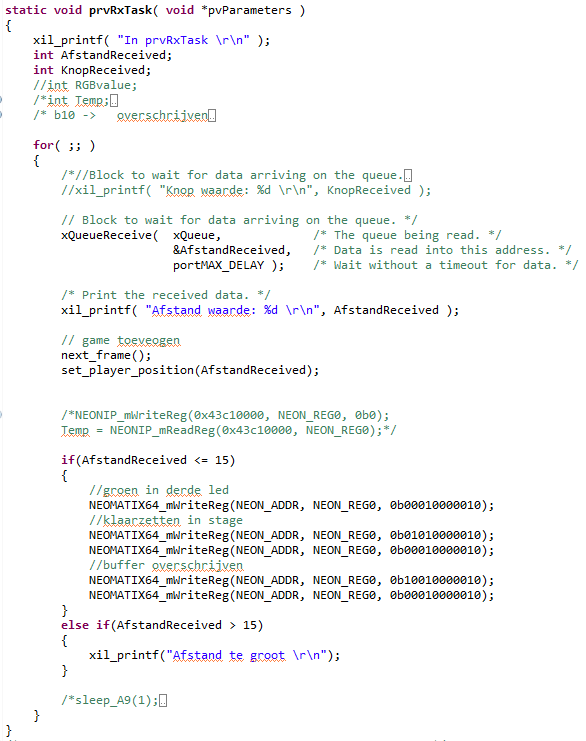 static void prvRxTask( void *pvParameters )
{
    xil_printf( "In prvRxTask \r\n" );
    int AfstandReceived;
    int KnopReceived;
    //int RGBvalue;
    /*int Temp;
    /* b10 ->   overschrijven

    for( ;; )
    {
        /*//Block to wait for data arriving on the queue.
        //xil_printf( "Knop waarde: %d \r\n", KnopReceived );

        // Block to wait for data arriving on the queue. */
        xQueueReceive(  xQueue,             /* The queue being read. */
                        &AfstandReceived,   /* Data is read into this address. */
                        portMAX_DELAY );    /* Wait without a timeout for data. */

        /* Print the received data. */
        xil_printf( "Afstand waarde: %d \r\n", AfstandReceived );

        // game toeveogen
        next_frame();
        set_player_position(AfstandReceived);


        /*NEONIP_mWriteReg(0x43c10000, NEON_REG0, 0b0);
        Temp = NEONIP_mReadReg(0x43c10000, NEON_REG0);*/

        if(AfstandReceived <= 15)
        {
            //groen in derde led
            NEOMATIX64_mWriteReg(NEON_ADDR, NEON_REG0, 0b00010000010);
            //klaarzetten in stage
            NEOMATIX64_mWriteReg(NEON_ADDR, NEON_REG0, 0b01010000010);
            NEOMATIX64_mWriteReg(NEON_ADDR, NEON_REG0, 0b00010000010);
            //buffer overschrijven
            NEOMATIX64_mWriteReg(NEON_ADDR, NEON_REG0, 0b10010000010);
            NEOMATIX64_mWriteReg(NEON_ADDR, NEON_REG0, 0b00010000010);
        }
        else if(AfstandReceived > 15)
        {
            xil_printf("Afstand te groot \r\n");
        }

        /*sleep_A9(1);
    }
}